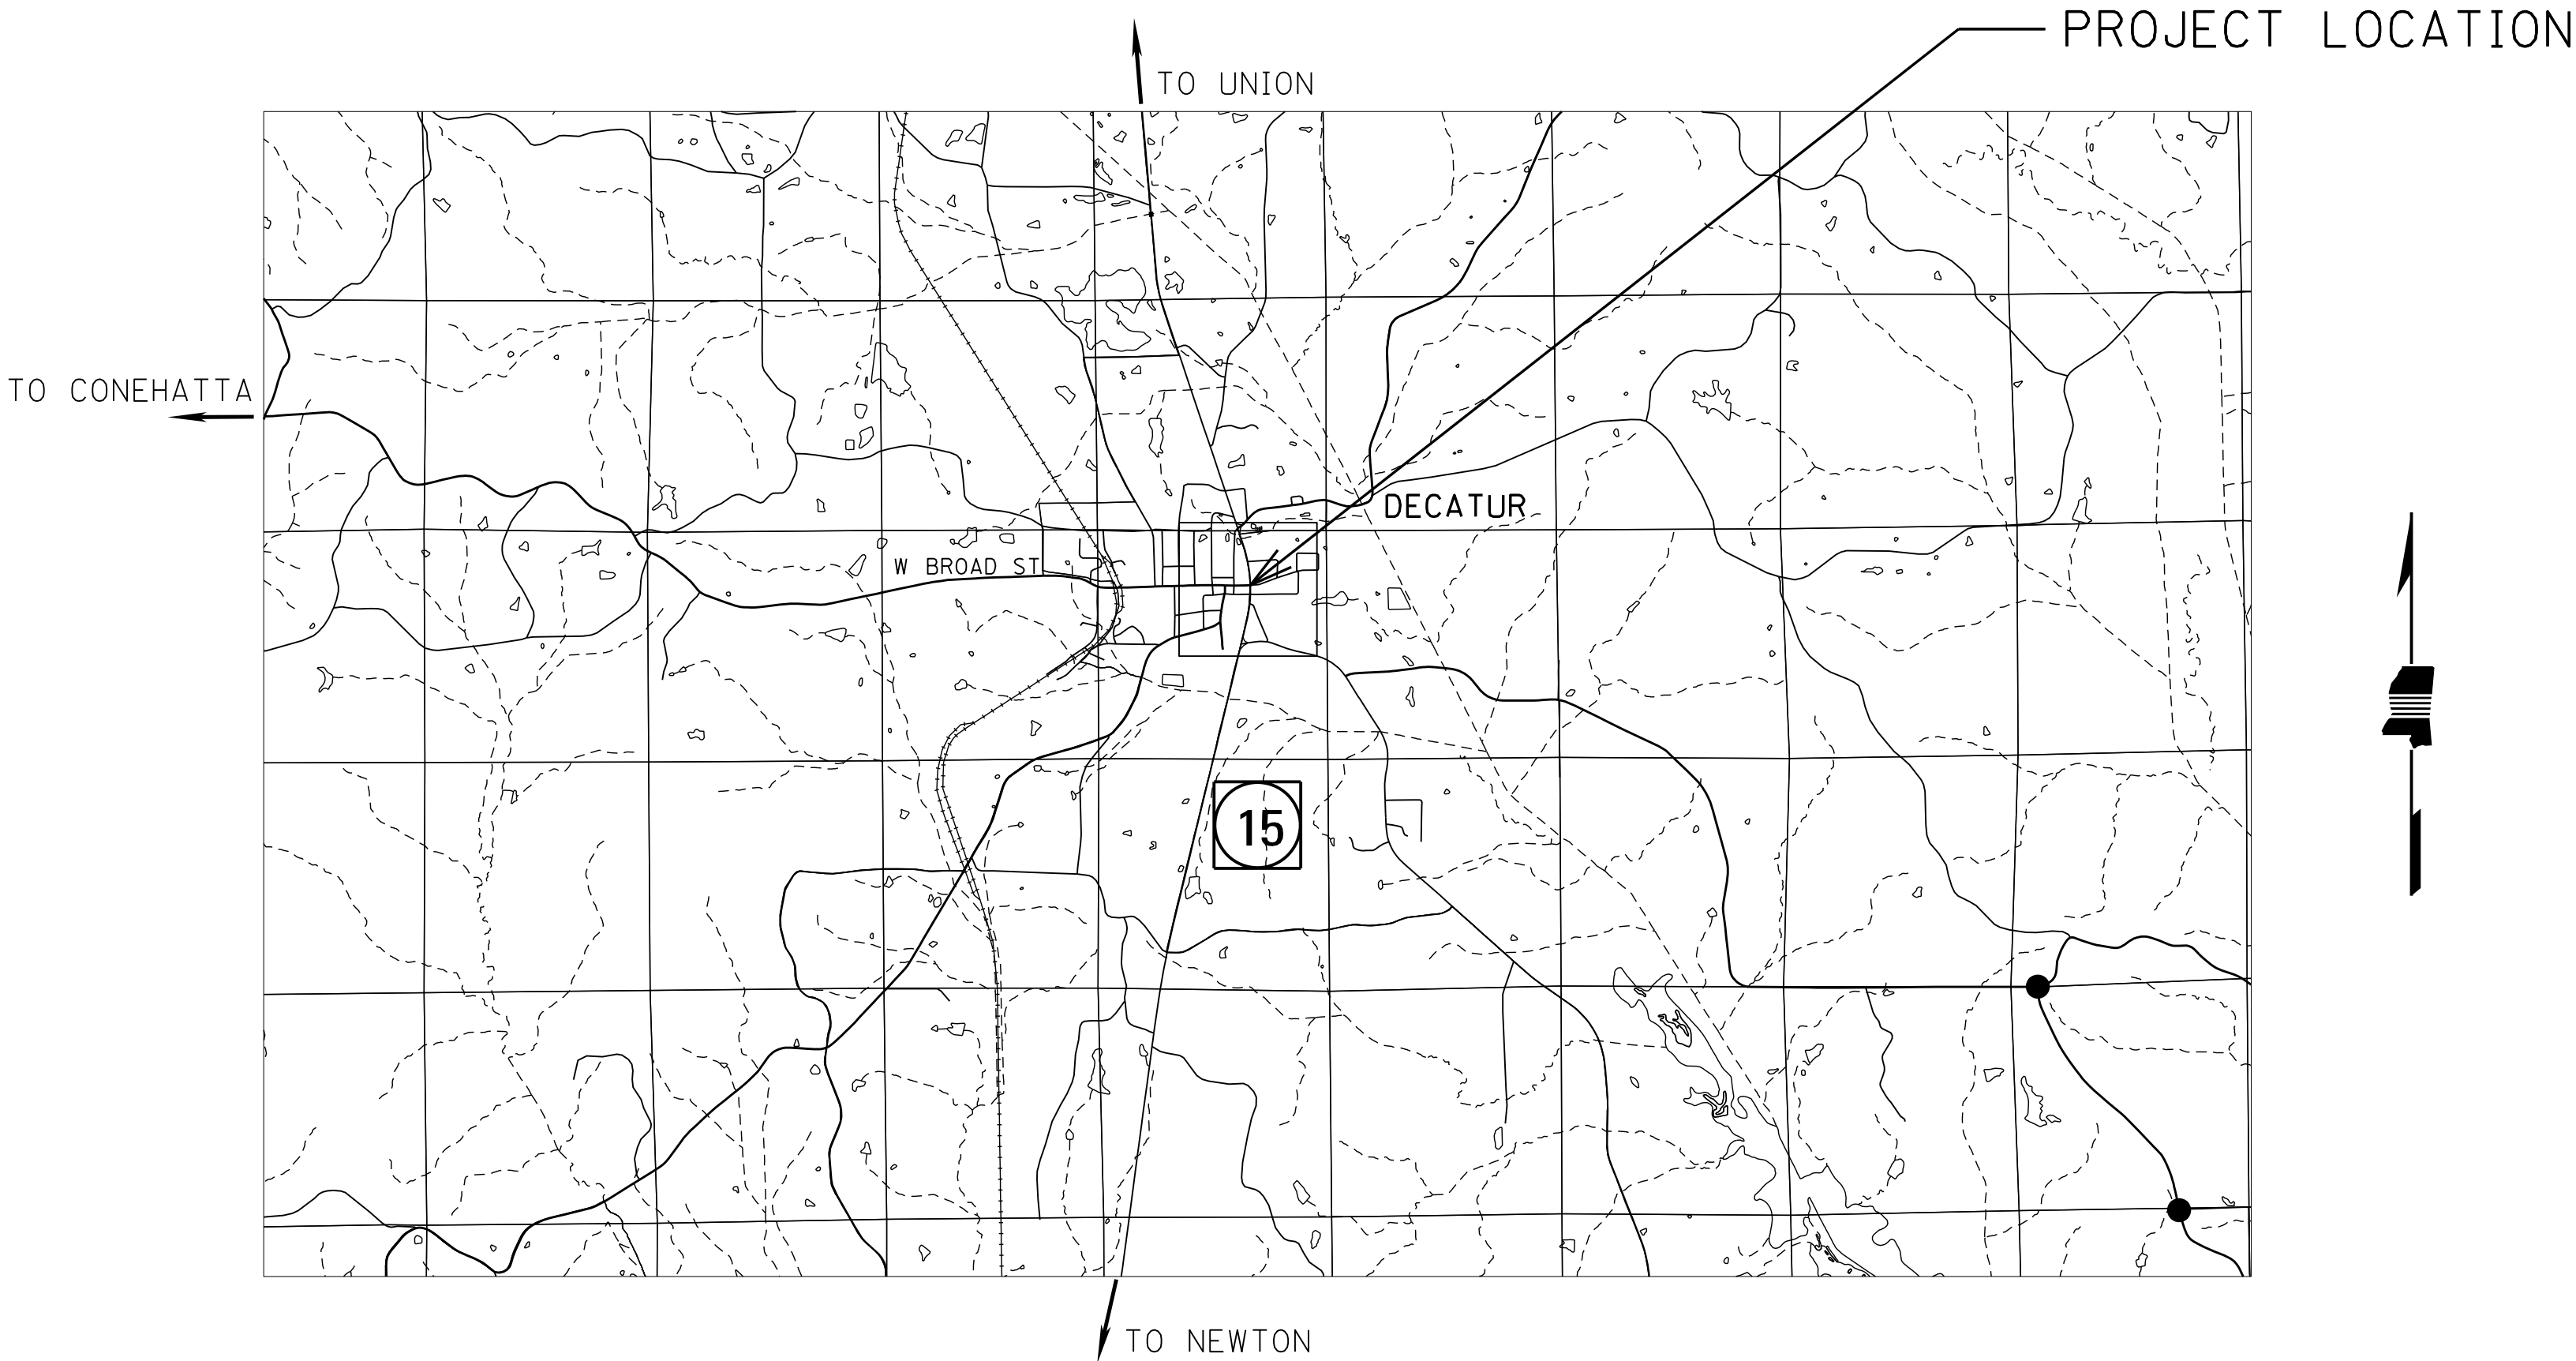 PROJECT LOCATION
TO UNION
TO CONEHATTA
DECATUR
W BROAD ST
15
TO NEWTON